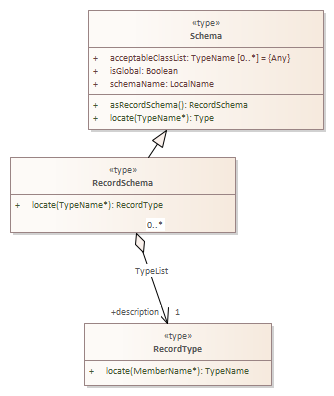 «type»
Schema
+ acceptableClassList: TypeName [0..*] = {Any}
+ isGlobal: Boolean
+ schemaName: LocalName
+ asRecordSchema(): RecordSchema
+ locate(TypeName*): Type
«type»
RecordSchema
+ locate(TypeName*): RecordType
0..*
TypeList
+description 1
«type»
RecordType
+ locate(MemberName*): TypeName